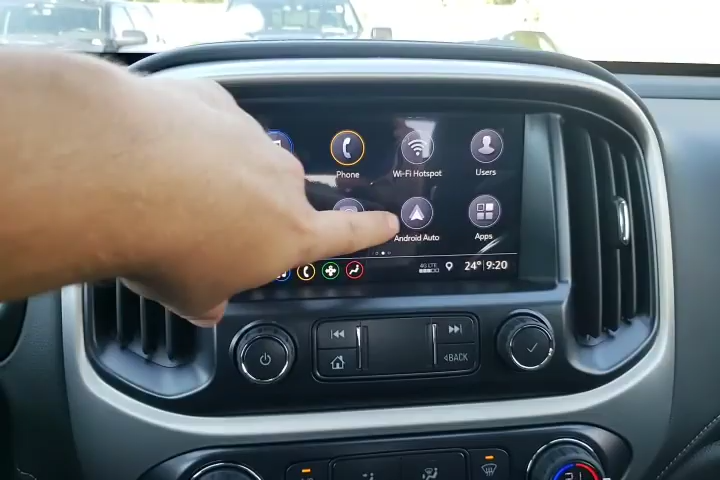 Phone
Wi-Fi Hotspot
Users
Android Auto
Apps
4G LTE
24° 9:20
BACK